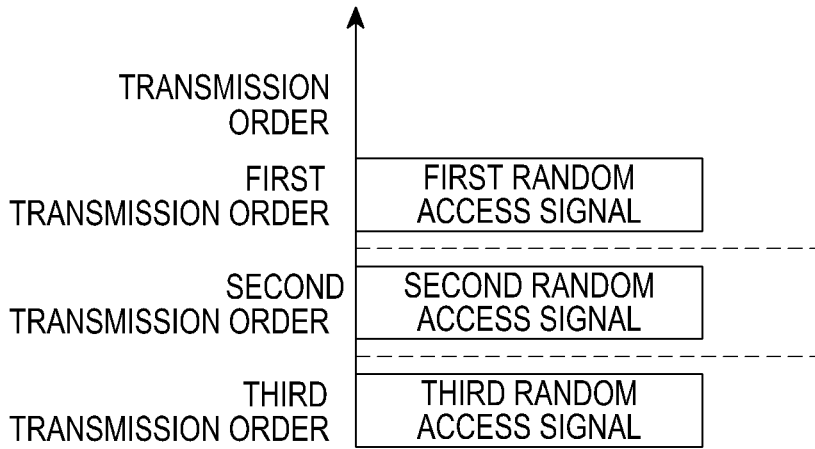 TRANSMISSION
ORDER
FIRST
TRANSMISSION ORDER
FIRST RANDOM
ACCESS SIGNAL
SECOND
TRANSMISSION ORDER
SECOND RANDOM
ACCESS SIGNAL
THIRD
TRANSMISSION ORDER
THIRD RANDOM
ACCESS SIGNAL